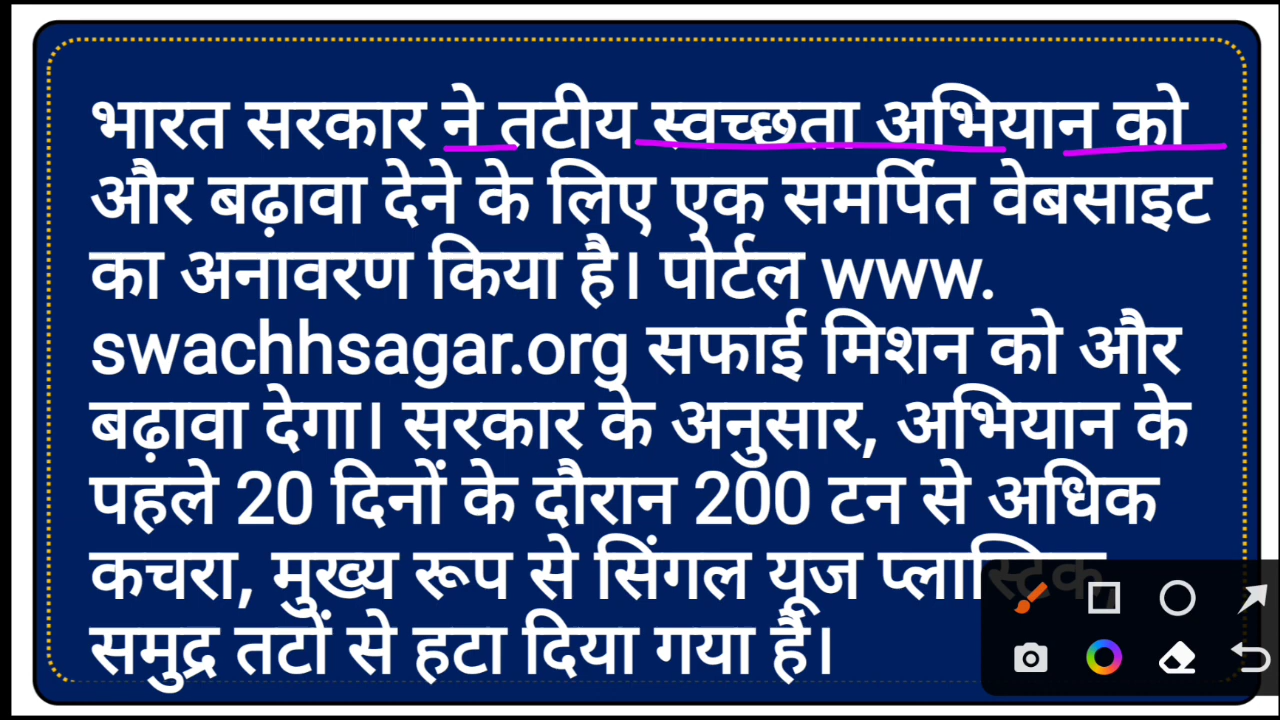 भारत सरकार ने तटीय स्वच्छता अभियान को
और बढ़ावा देने के लिए एक समर्पित वेबसाइट
का अनावरण किया है। पोर्टल www.
swachhsagar.org सफाई मिशन को और
बढ़ावा देगा। सरकार के अनुसार, अभियान के
पहले 20 दिनों के दौरान 200 टन से अधिक
कचरा, मुख्य रूप से सिंगल यूज प्लास्टिक,
समुद्र तटों से हटा दिया गया है।